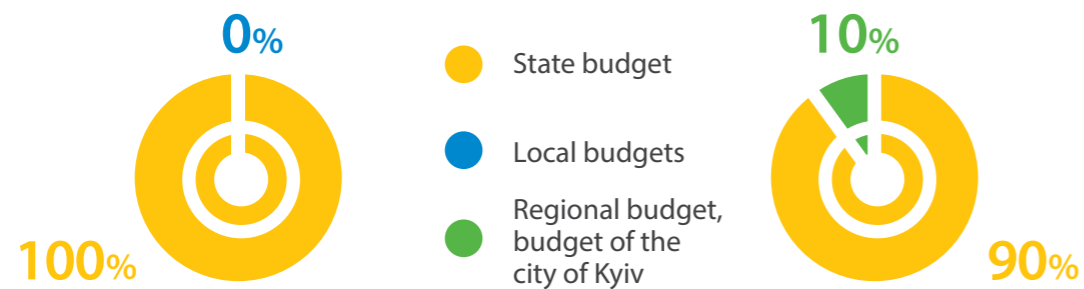 0%
100%
State budget
Local budgets
Regional budget,
budget of the
city of Kyiv
10%
90%